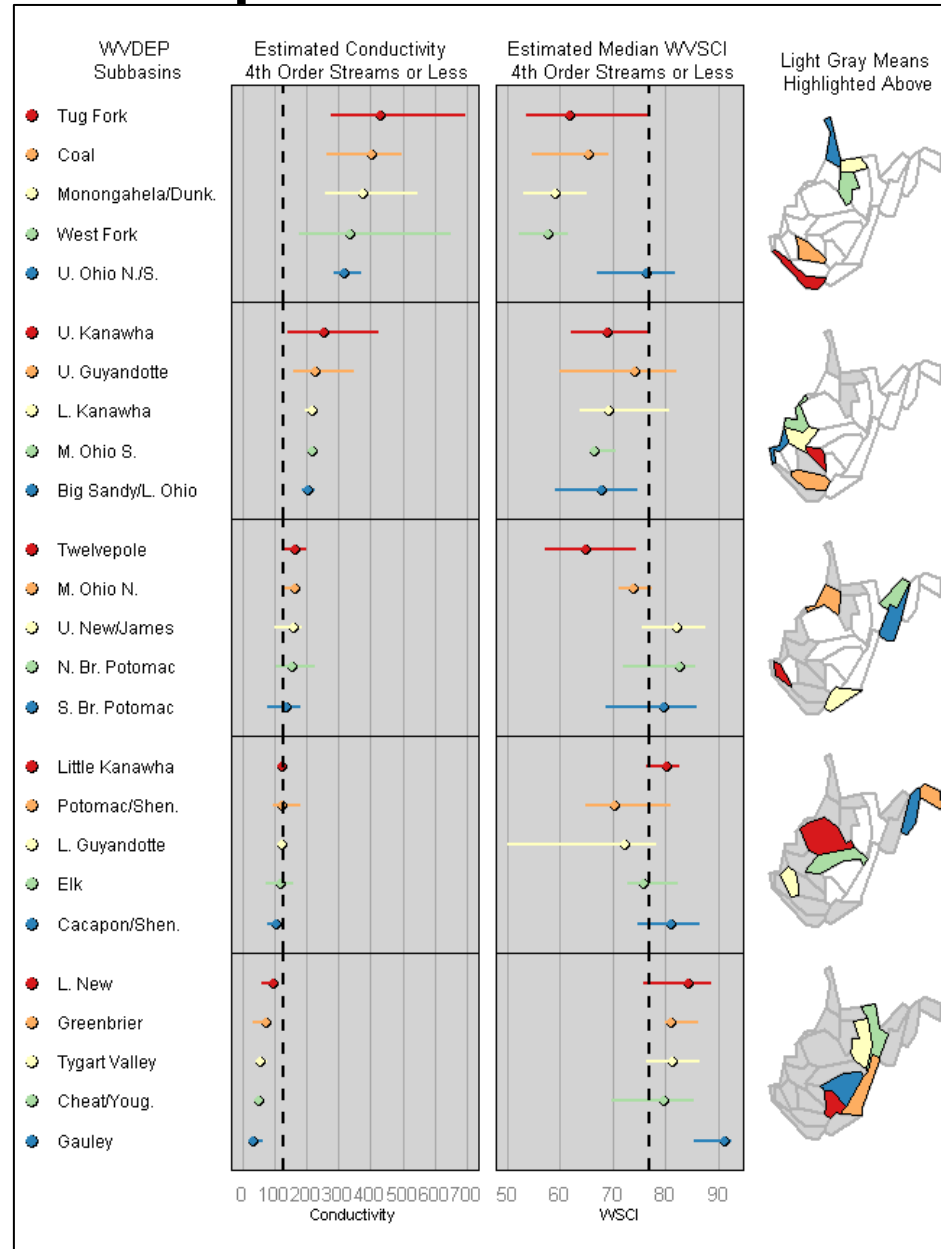 WVDEP
Subbasins
Estimated Conductivity
4th Order Streams or Less
Estimated Median WVSCI
4th Order Streams or Less
Light Gray Means
Highlighted Above
Tug Fork
Coal
Monongahela/Dunk.
West Fork
U. Ohio N./S.
U. Kanawha
U. Guyandotte
L. Kanawha
M. Ohio S.
Big Sandy/L. Ohio
Twelvepole
M. Ohio N.
U. New/James
N. Br. Potomac
S. Br. Potomac
Little Kanawha
Potomac/Shen.
L. Guyandotte
Elk
Cacapon/Shen.
L. New
Greenbrier
Tygart Valley
Cheat/Youg.
Gauley
0 100 200 300 400 500 600 700
Conductivity
50 60 70 80 90
WSCI